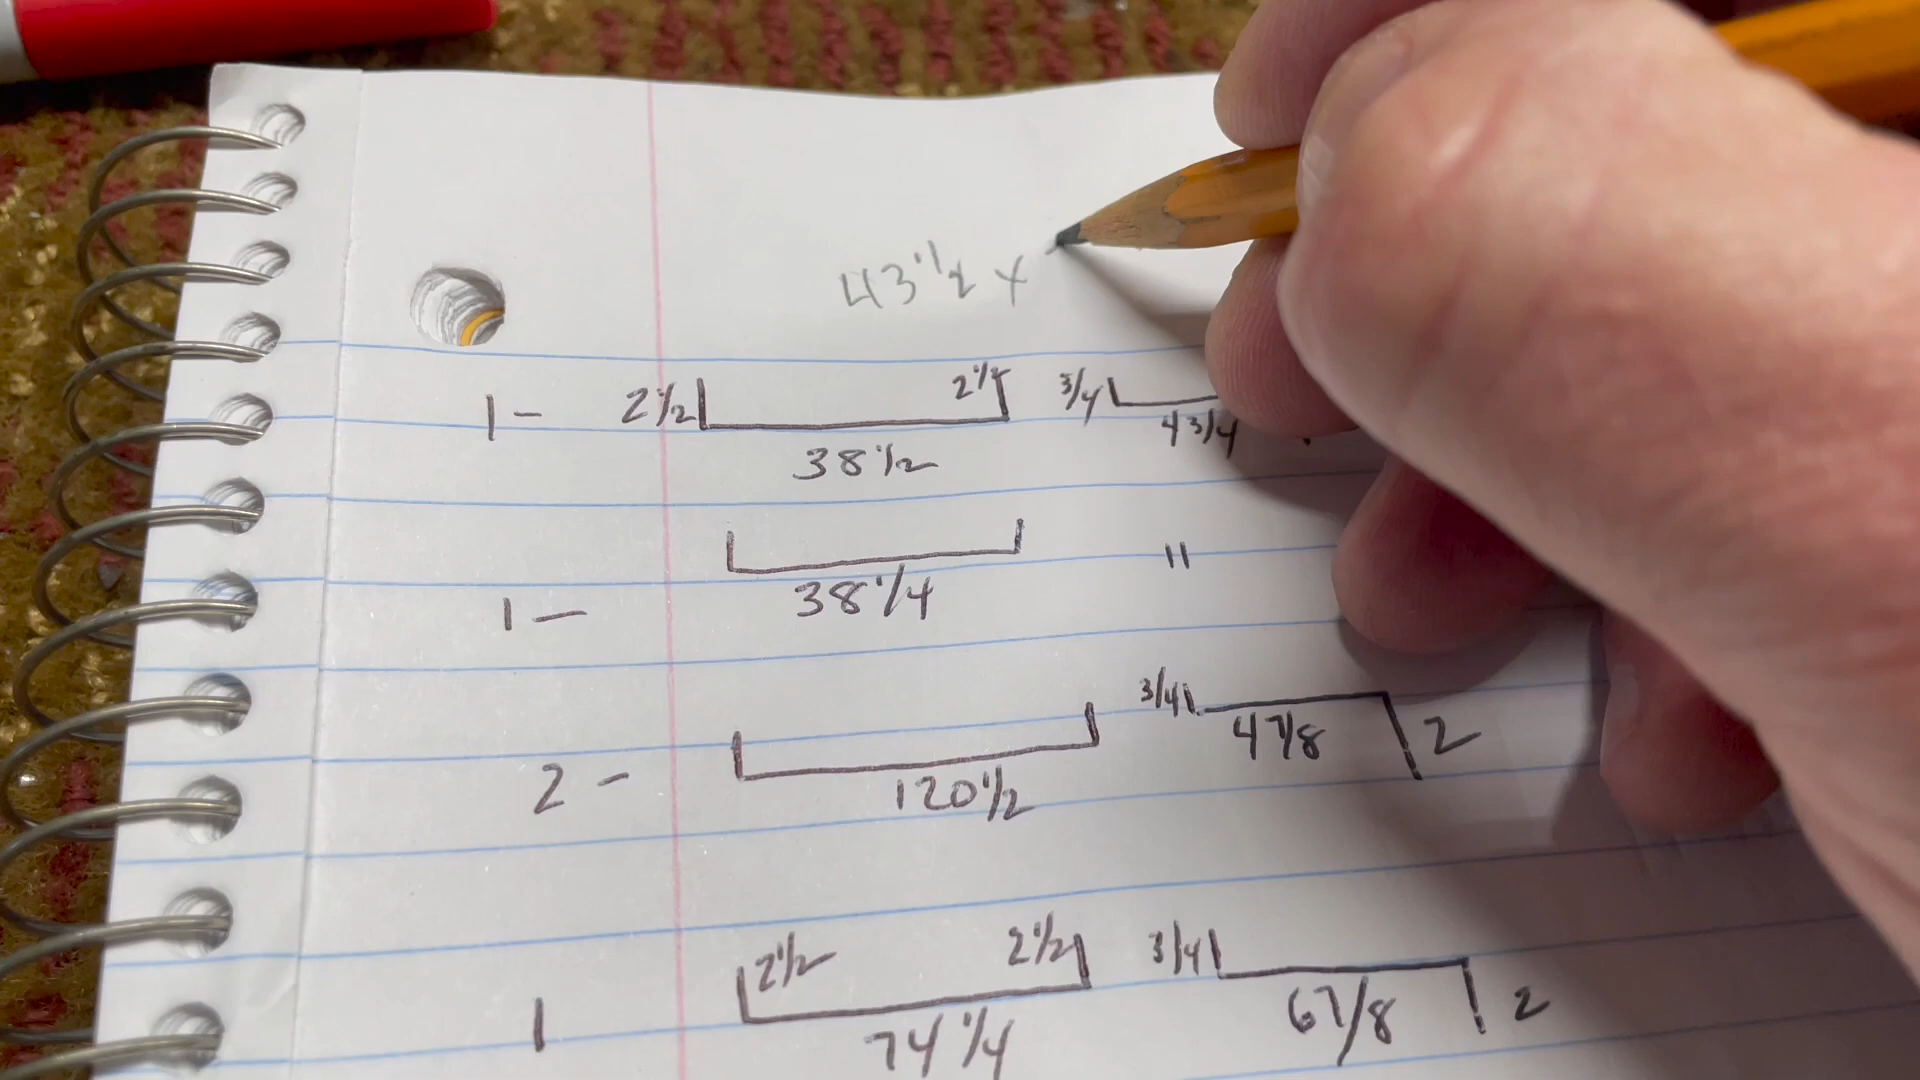 43 1/2 x
1 - 2 1/2 2 1/2 3/4
38 1/2 4 3/4
"
1 - 38 1/4
3/4 4 7/8 2
2 - 120 1/2
2 1/2 2 1/2 3/4
1 74 1/4 6 7/8 2